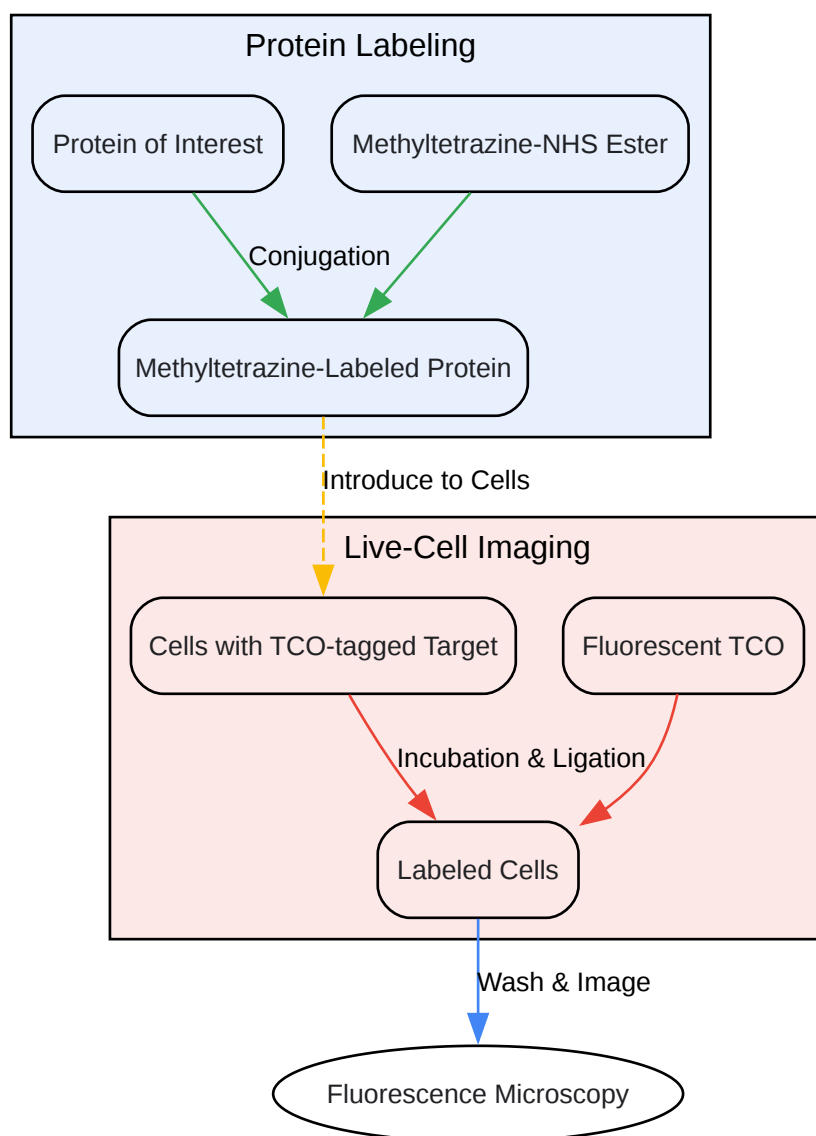 Protein Labeling
Protein of Interest
Methyltetrazine-NHS Ester
Conjugation
Methyltetrazine-Labeled Protein
Introduce to Cells
Live-Cell Imaging
Cells with TCO-tagged Target
Fluorescent TCO
Incubation & Ligation
Labeled Cells
Wash & Image
Fluorescence Microscopy